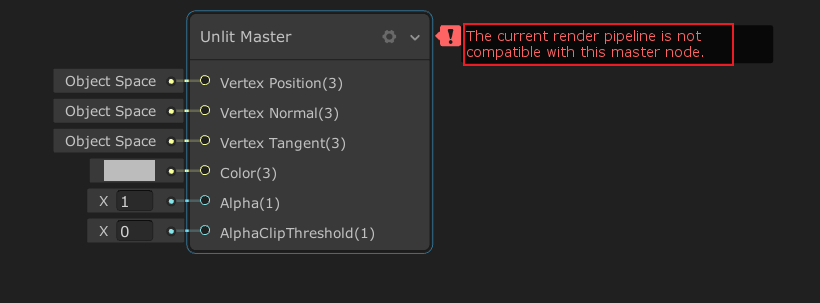 Unlit Master
The current render pipeline is not
compatible with this master node.
Object Space
Vertex Position(3)
Object Space
Vertex Normal(3)
Object Space
Vertex Tangent(3)
Color(3)
X 1
Alpha(1)
X 0
AlphaClipThreshold(1)